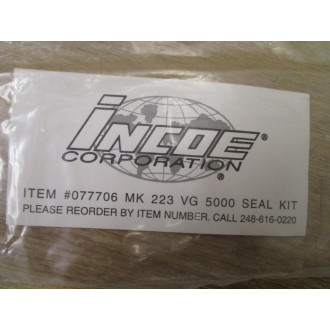 INCOE®
CORPORATION®
ITEM #077706 MK 223 VG 5000 SEAL KIT
PLEASE REORDER BY ITEM NUMBER. CALL 248-616-0220